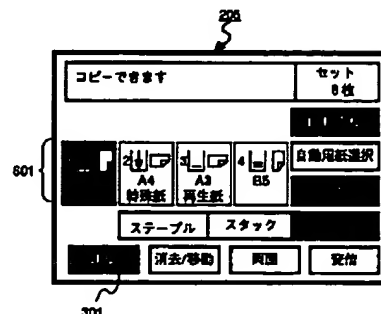 205
コピーできます
セット
8枚
601
2 3 4
自動用紙選択
A4 A3 B5
特殊紙 再生紙
ステープル スタック
消去/移動 両面 変倍
301